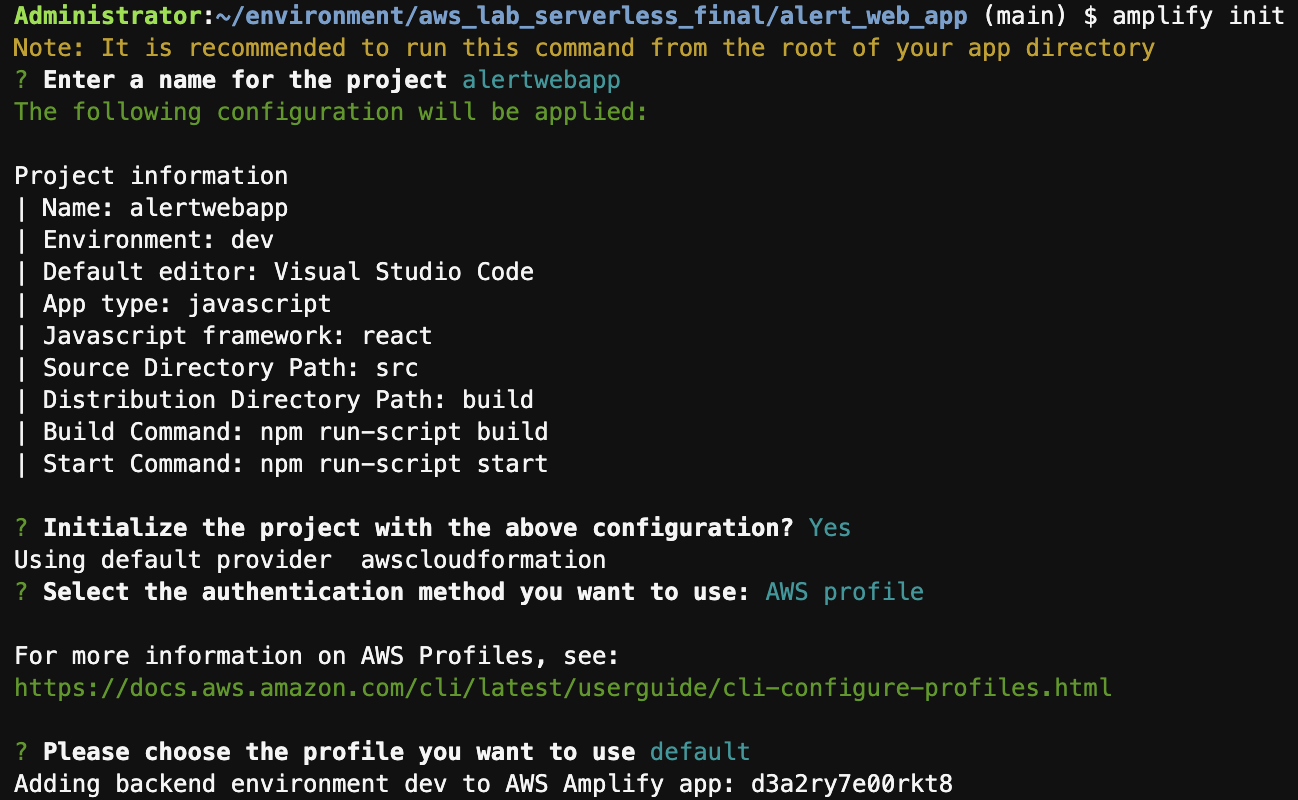 Administrator:~/environment/aws_lab_serverless_final/alert_web_app (main) $ amplify init
Note: It is recommended to run this command from the root of your app directory
? Enter a name for the project alertwebapp
The following configuration will be applied:
Project information
| Name: alertwebapp
| Environment: dev
| Default editor: Visual Studio Code
| App type: javascript
| Javascript framework: react
| Source Directory Path: src
| Distribution Directory Path: build
| Build Command: npm run-script build
| Start Command: npm run-script start
? Initialize the project with the above configuration? Yes
Using default provider  awscloudformation
? Select the authentication method you want to use: AWS profile
For more information on AWS Profiles, see:
https://docs.aws.amazon.com/cli/latest/userguide/cli-configure-profiles.html
? Please choose the profile you want to use default
Adding backend environment dev to AWS Amplify app: d3a2ry7e00rkt8